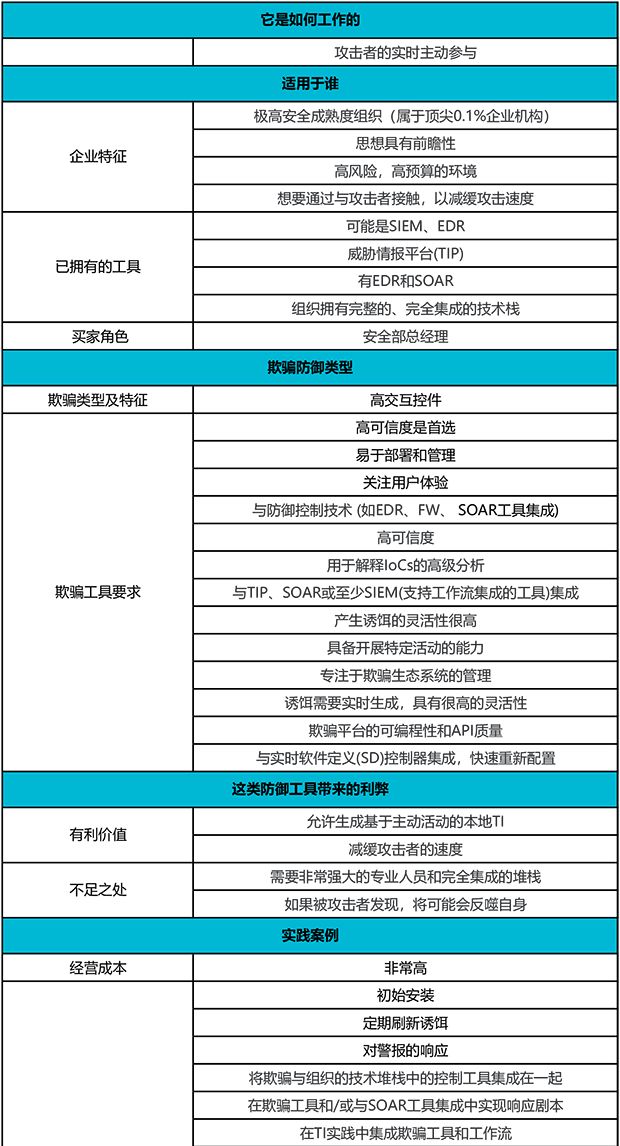 它是如何工作的
攻击者的实时主动参与
适用于谁
企业特征
极高安全成熟度组织（属于顶尖0.1%企业机构）
思想具有前瞻性
高风险，高预算的环境
想要通过与攻击者接触，以减缓攻击速度
已拥有的工具
可能是SIEM、EDR
威胁情报平台(TIP)
有EDR和SOAR
组织拥有完整的、完全集成的技术栈
买家角色
安全部总经理
欺骗防御类型
欺骗类型及特征
高交互控件
欺骗工具要求
高可信度是首选
易于部署和管理
关注用户体验
与防御控制技术 (如EDR、FW、 SOAR工具集成)
高可信度
用于解释IoCs的高级分析
与TIP、SOAR或至少SIEM(支持工作流集成的工具)集成
产生诱饵的灵活性很高
具备开展特定活动的能力
专注于欺骗生态系统的管理
诱饵需要实时生成，具有很高的灵活性
欺骗平台的可编程性和API质量
与实时软件定义(SD)控制器集成，快速重新配置
这类防御工具带来的利弊
有利价值
允许生成基于主动活动的本地TI
减缓攻击者的速度
不足之处
需要非常强大的专业人员和完全集成的堆栈
如果被攻击者发现，将可能会反噬自身
实践案例
经营成本
非常高
初始安装
定期刷新诱饵
对警报的响应
将欺骗与组织的技术堆栈中的控制工具集成在一起
在欺骗工具和/或与SOAR工具集成中实现响应剧本
在TI实践中集成欺骗工具和工作流